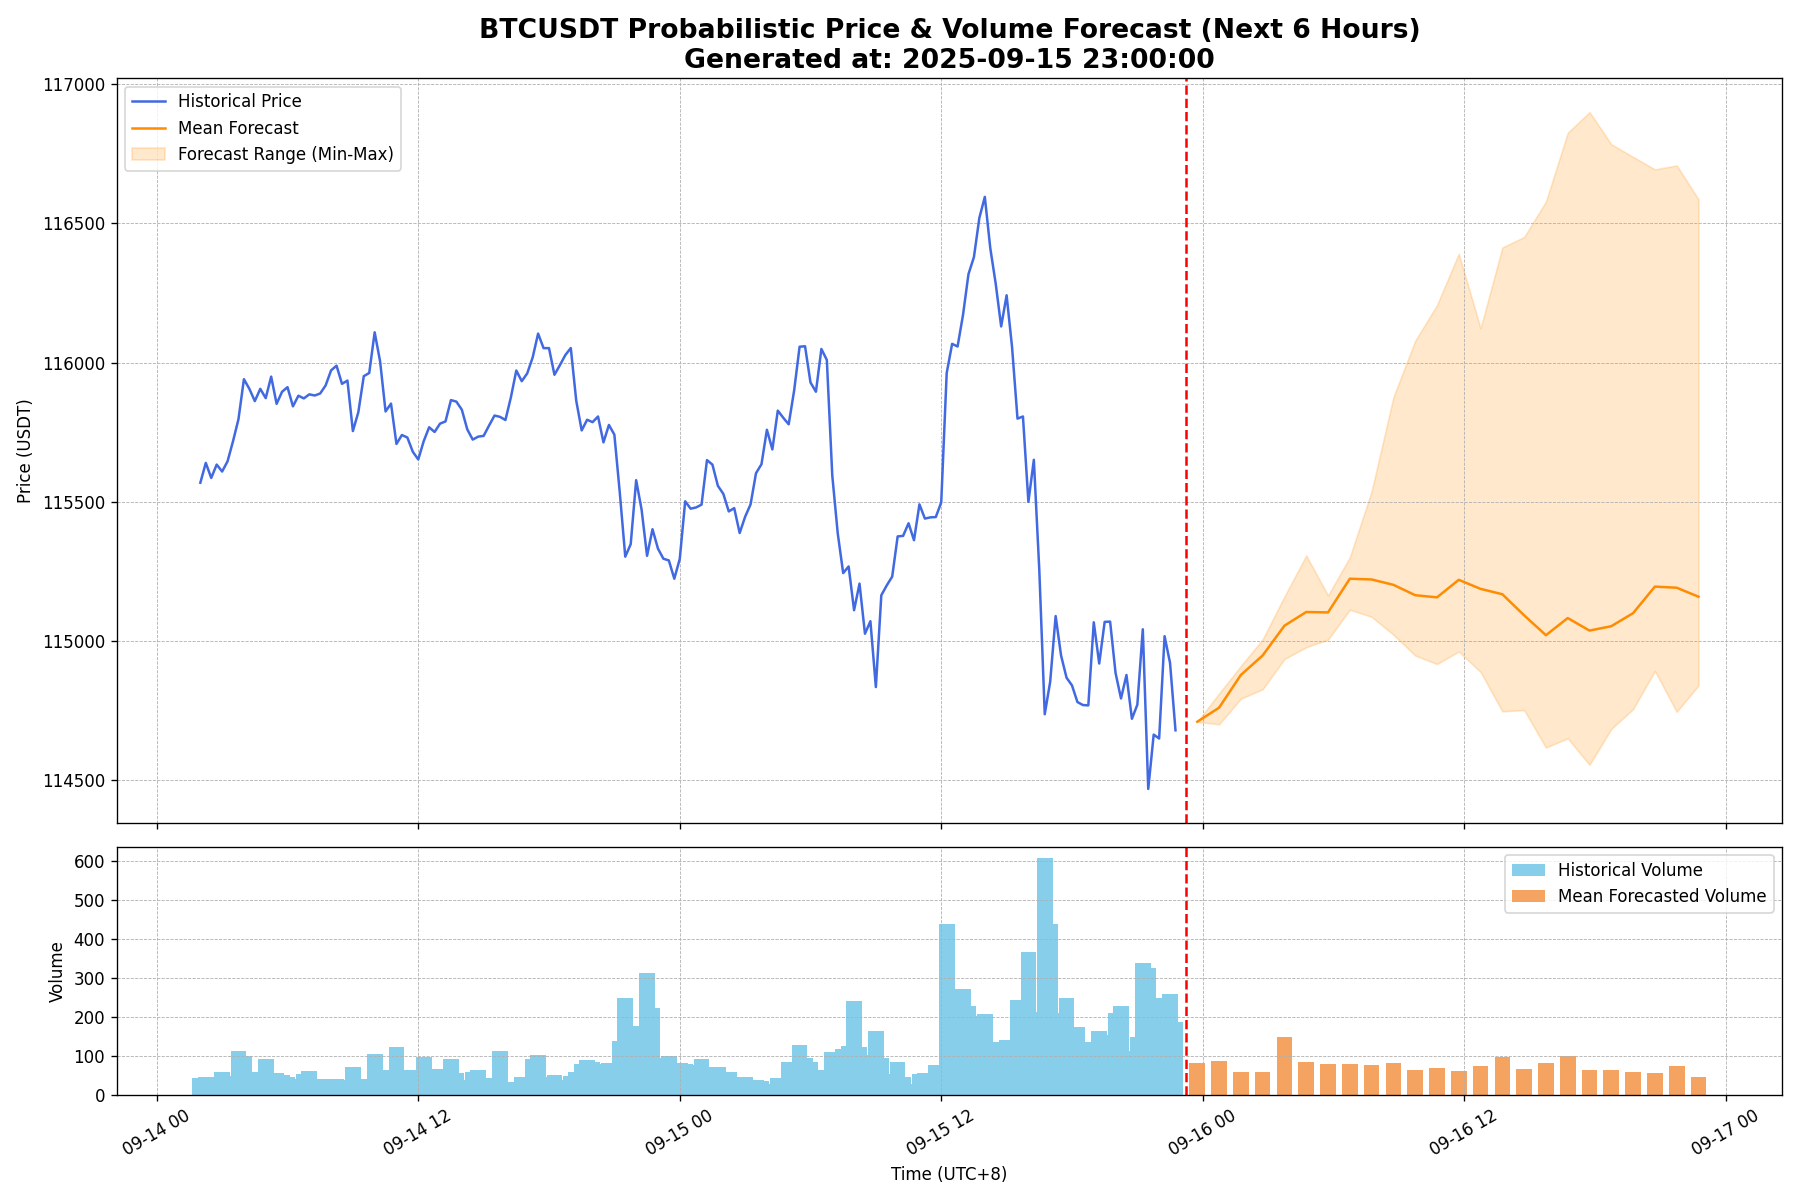 BTCUSDT Probabilistic Price & Volume Forecast (Next 6 Hours)
Generated at: 2025-09-15 23:00:00
Historical Price
Mean Forecast
Forecast Range (Min-Max)
Price (USDT)
117000
116500
116000
115500
115000
114500
Historical Volume
Mean Forecasted Volume
Volume
600
500
400
300
200
100
0
09-14 00
09-14 12
09-15 00
09-15 12
09-16 00
09-16 12
09-17 00
Time (UTC+8)